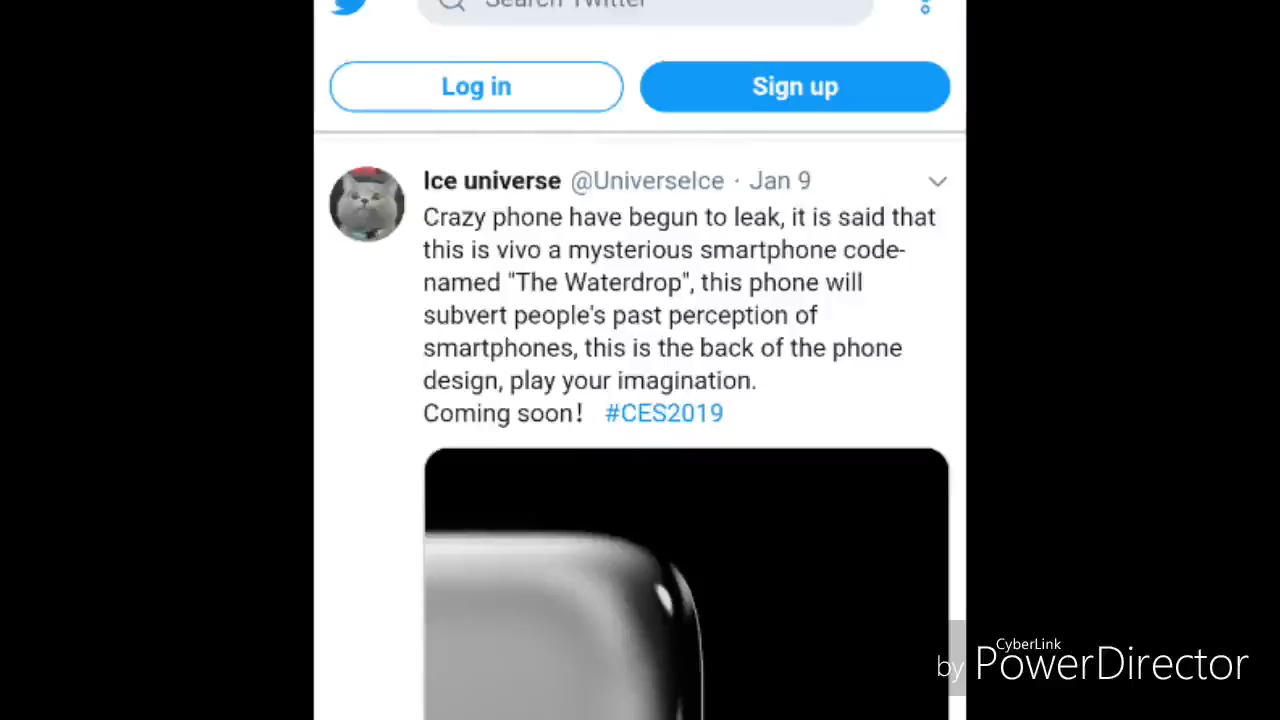 Search Twitter
Log in
Sign up
Ice universe @UniverseIce · Jan 9
Crazy phone have begun to leak, it is said that
this is vivo a mysterious smartphone code-
named "The Waterdrop", this phone will
subvert people's past perception of
smartphones, this is the back of the phone
design, play your imagination.
Coming soon！ #CES2019
CyberLink
by PowerDirector